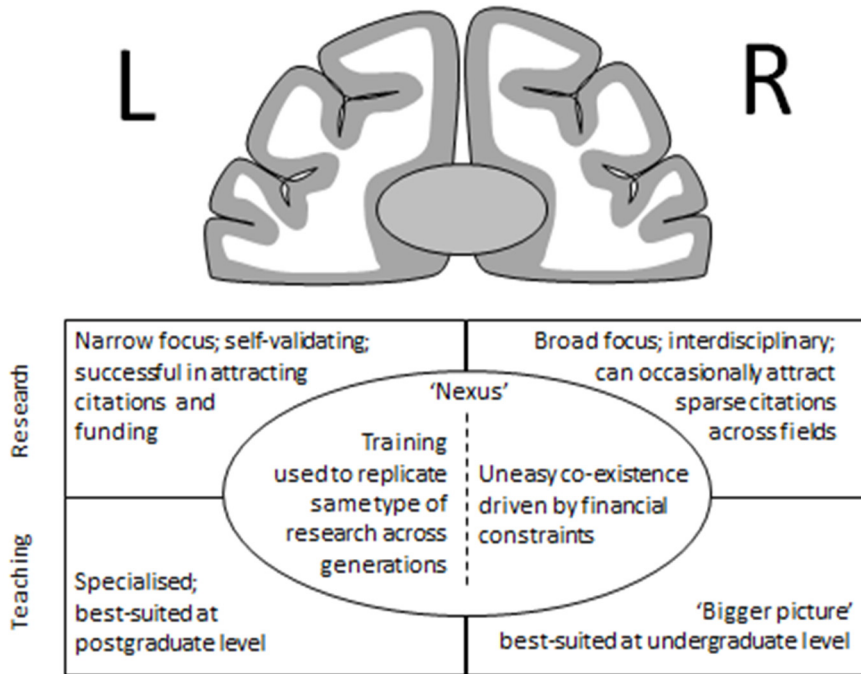 L
R
Research
Narrow focus; self-validating;
successful in attracting
citations and
funding
Broad focus; interdisciplinary;
can occasionally attract
sparse citations
across fields
'Nexus'
Training
used to replicate
same type of
research across
generations
Uneasy co-existence
driven by financial
constraints
Teaching
Specialised;
best-suited at
postgraduate level
'Bigger picture'
best-suited at undergraduate level